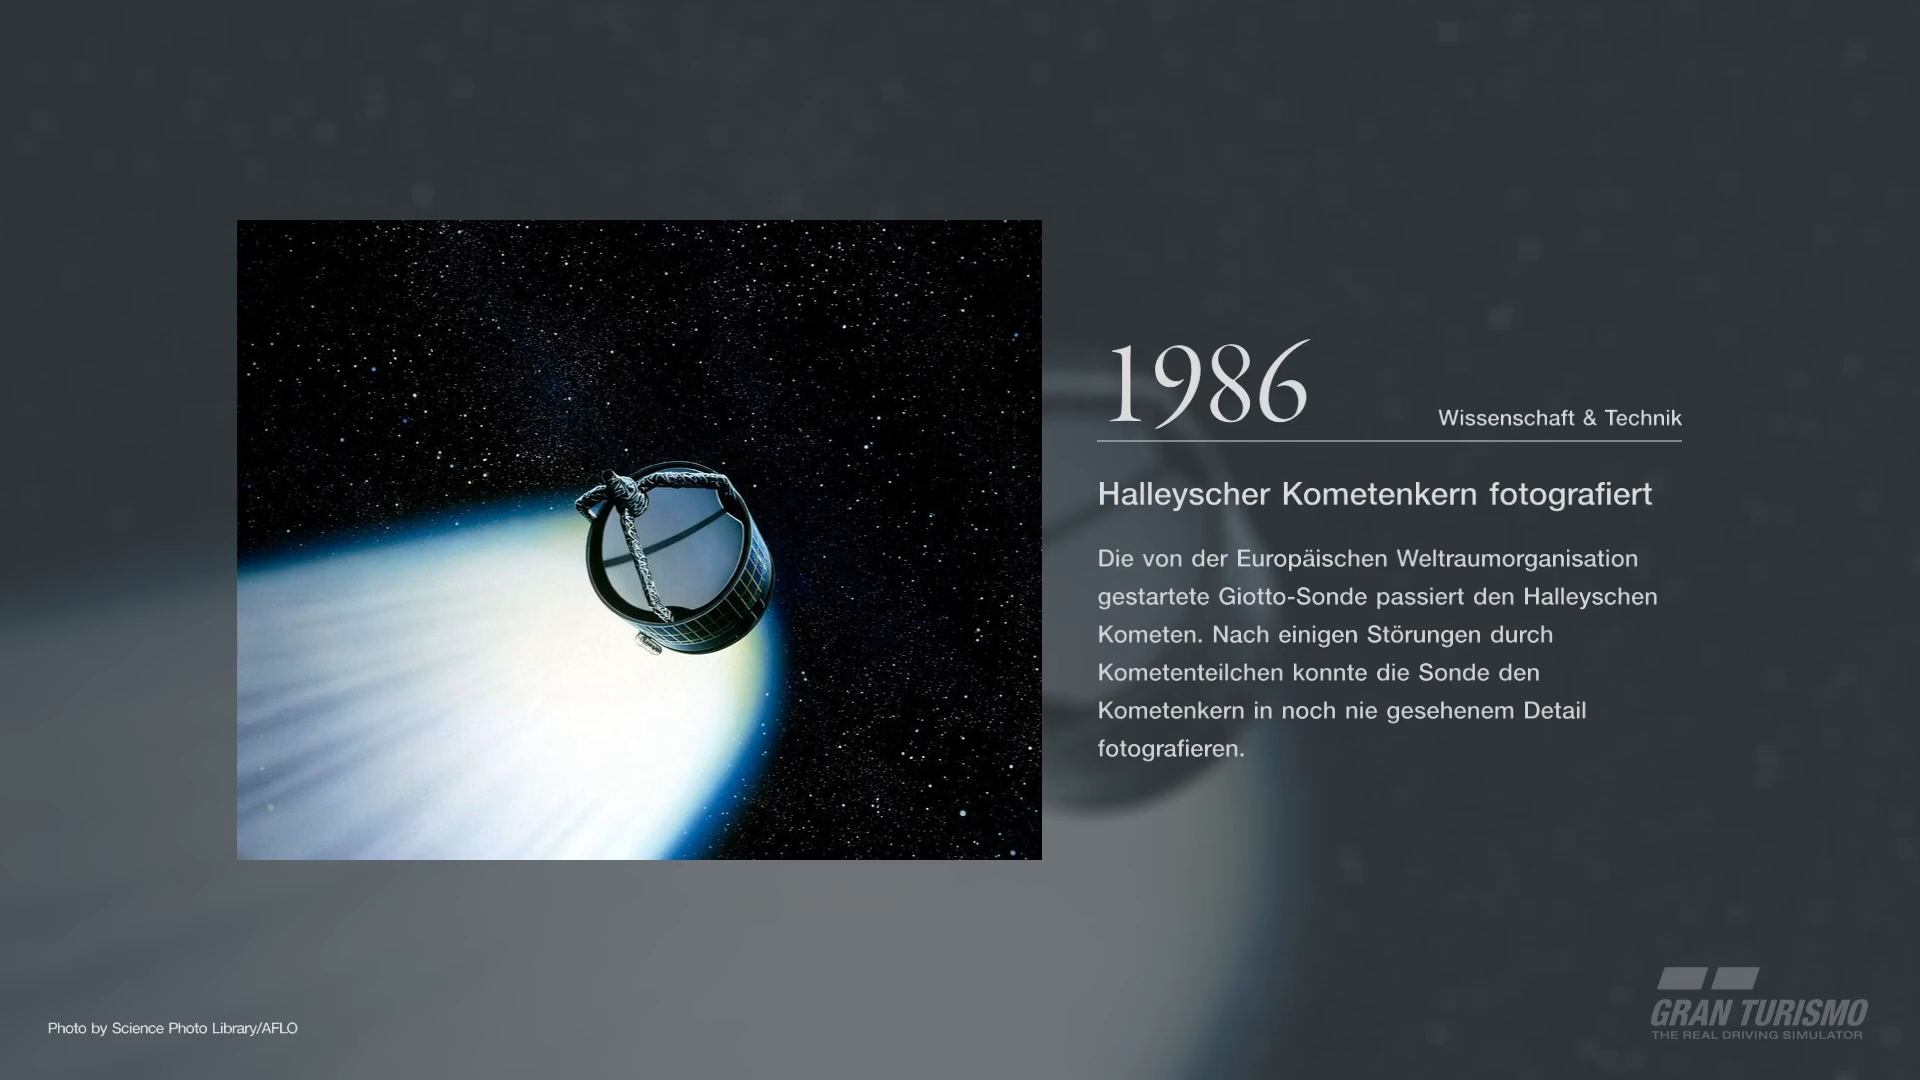 1986
Wissenschaft & Technik
Halleyscher Kometenkern fotografiert
Die von der Europäischen Weltraumorganisation
gestartete Giotto-Sonde passiert den Halleyschen
Kometen. Nach einigen Störungen durch
Kometenteilchen konnte die Sonde den
Kometenkern in noch nie gesehenem Detail
fotografieren.
Photo by Science Photo Library/AFLO
GRAN TURISMO
THE REAL DRIVING SIMULATOR